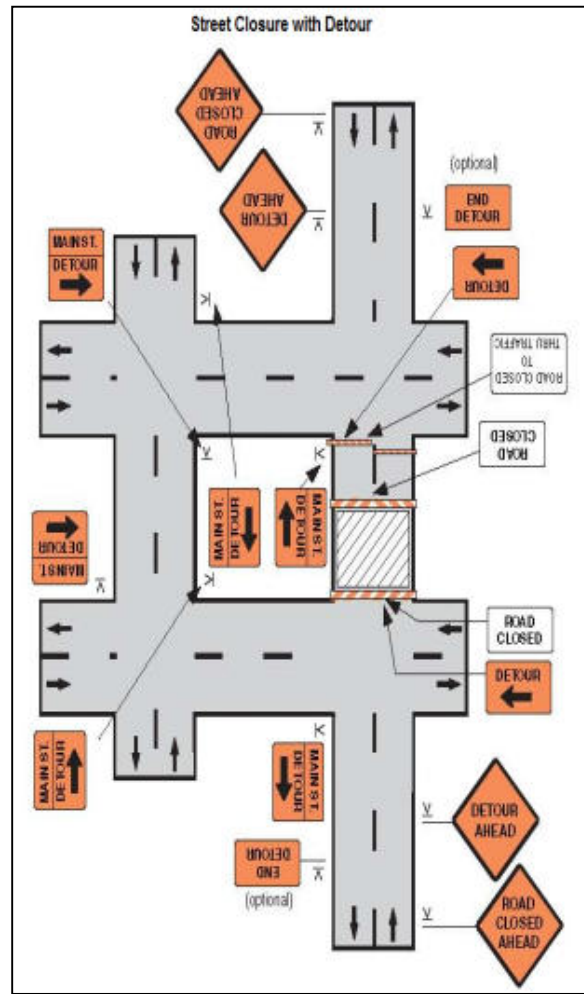 Street Closure with Detour
ROAD
CLOSED
AHEAD
DETOUR
AHEAD
(optional)
END
DETOUR
MAIN ST.
DETOUR
DETOUR
ROAD CLOSED
TO
THRU TRAFFIC
ROAD
CLOSED
MAIN ST.
DETOUR
MAIN ST.
DETOUR
MAIN ST.
DETOUR
ROAD
CLOSED
DETOUR
MAIN ST.
DETOUR
MAIN ST.
DETOUR
DETOUR
AHEAD
END
DETOUR
(optional)
ROAD
CLOSED
AHEAD